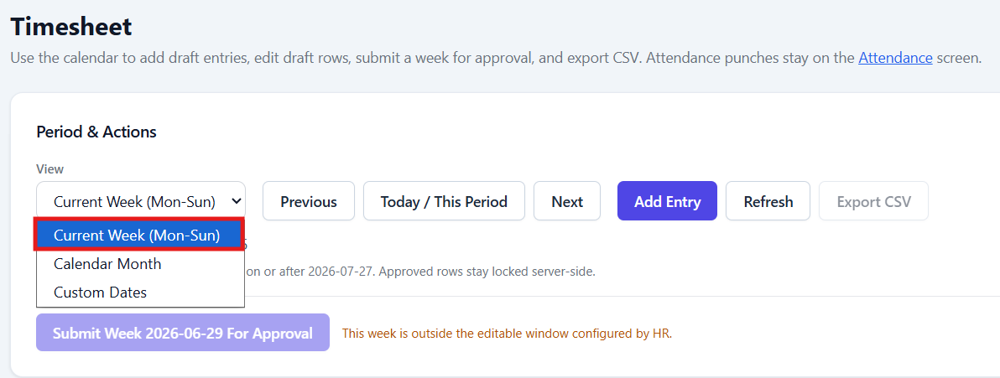 Timesheet
Use the calendar to add draft entries, edit draft rows, submit a week for approval, and export CSV. Attendance punches stay on the Attendance screen.
Period & Actions
View
Current Week (Mon-Sun) Previous Today / This Period Next Add Entry Refresh Export CSV
Current Week (Mon-Sun)
Calendar Month
on or after 2026-07-27. Approved rows stay locked server-side.
Custom Dates
Submit Week 2026-06-29 For Approval This week is outside the editable window configured by HR.